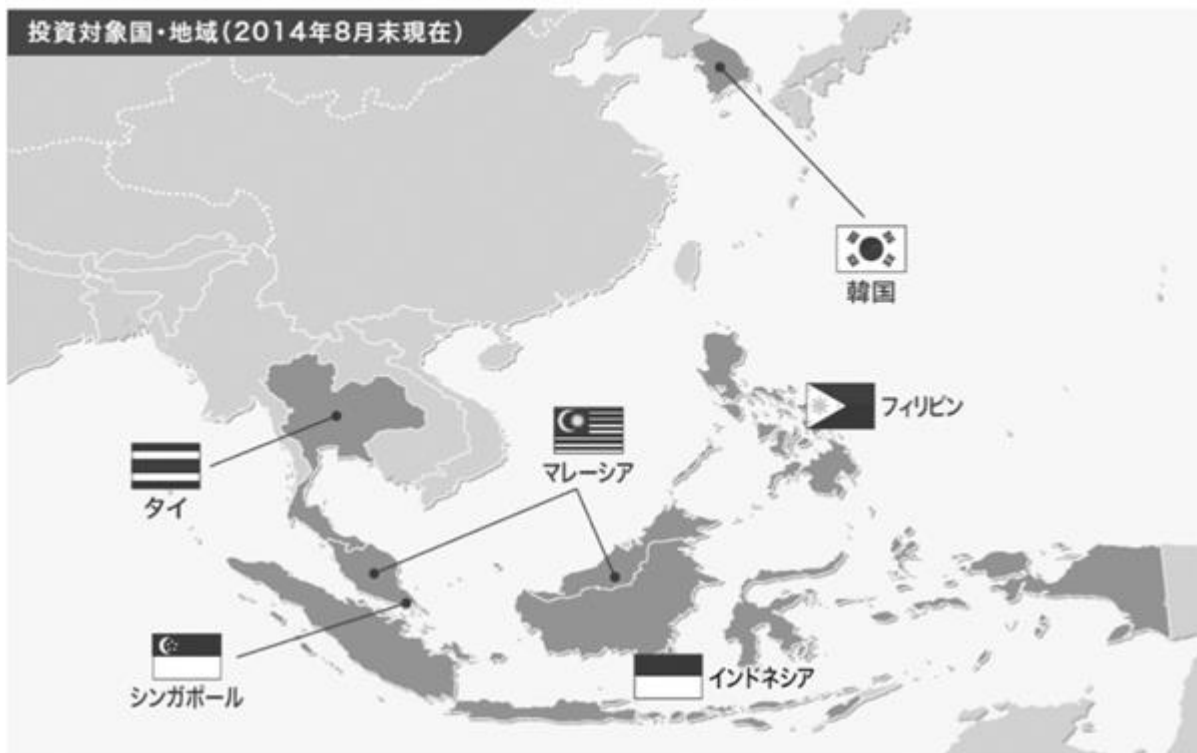 投資対象国・地域(2014年8月末現在)
韓国
フィリピン
マレーシア
タイ
シンガポール
インドネシア